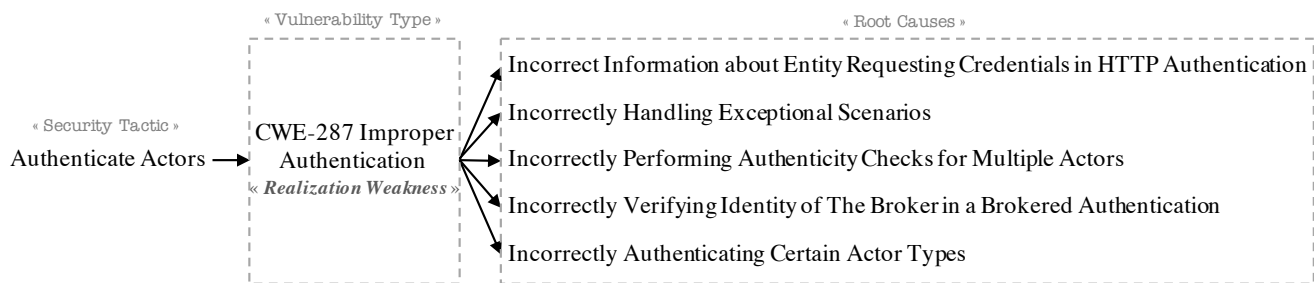 « Vulnerability Type »
« Root Causes »
« Security Tactic »
Authenticate Actors
CWE-287 Improper
Authentication
« Realization Weakness »
Incorrect Information about Entity Requesting Credentials in HTTP Authentication
Incorrectly Handling Exceptional Scenarios
Incorrectly Performing Authenticity Checks for Multiple Actors
Incorrectly Verifying Identity of The Broker in a Brokered Authentication
Incorrectly Authenticating Certain Actor Types